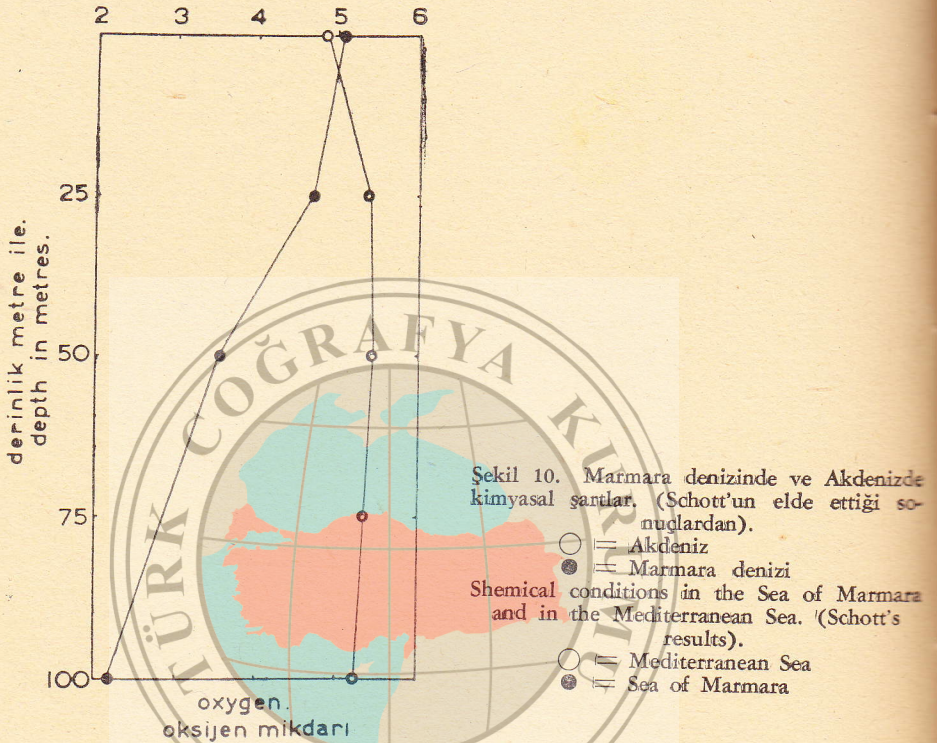 2 3 4 5 6
25
50
75
100
derinlik metre ile.
depth in metres.
oxygen.
oksijen mikdarı
TÜRK COĞRAFYA KURUMU
Şekil 10. Marmara denizinde ve Akdenizde
kimyasal şartlar. (Schott'un elde ettiği so-
nuçlardan).
○ = Akdeniz
● = Marmara denizi
Shemical conditions in the Sea of Marmara
and in the Mediterranean Sea. (Schott's
results).
○ = Mediterranean Sea
● = Sea of Marmara